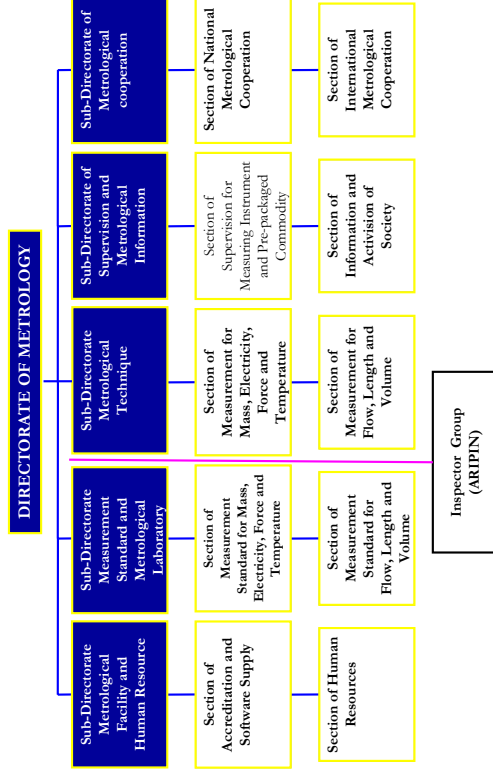 DIRECTORATE OF METROLOGY
Sub-Directorate
Metrological
Facility and
Human Resource
Sub-Directorate
Measurement
Standard and
Metrological
Laboratory
Sub-Directorate
Metrological
Technique
Sub-Directorate of
Supervision and
Metrological
Information
Sub-Directorate of
Metrological
cooperation
Section of
Accreditation and
Software Supply
Section of
Measurement
Standard for Mass,
Electricity, Force and
Temperature
Section of
Measurement for
Mass, Electricity,
Force and
Temperature
Section of
Supervision for
Measuring Instrument
and Pre-packaged
Commodity
Section of National
Metrological
Cooperation
Section of Human
Resources
Section of
Measurement
Standard for
Flow, Length and
Volume
Section of
Measurement for
Flow, Length and
Volume
Section of
Information and
Activision of
Society
Section of
International
Metrological
Cooperation
Inspector Group
(ARIPIN)